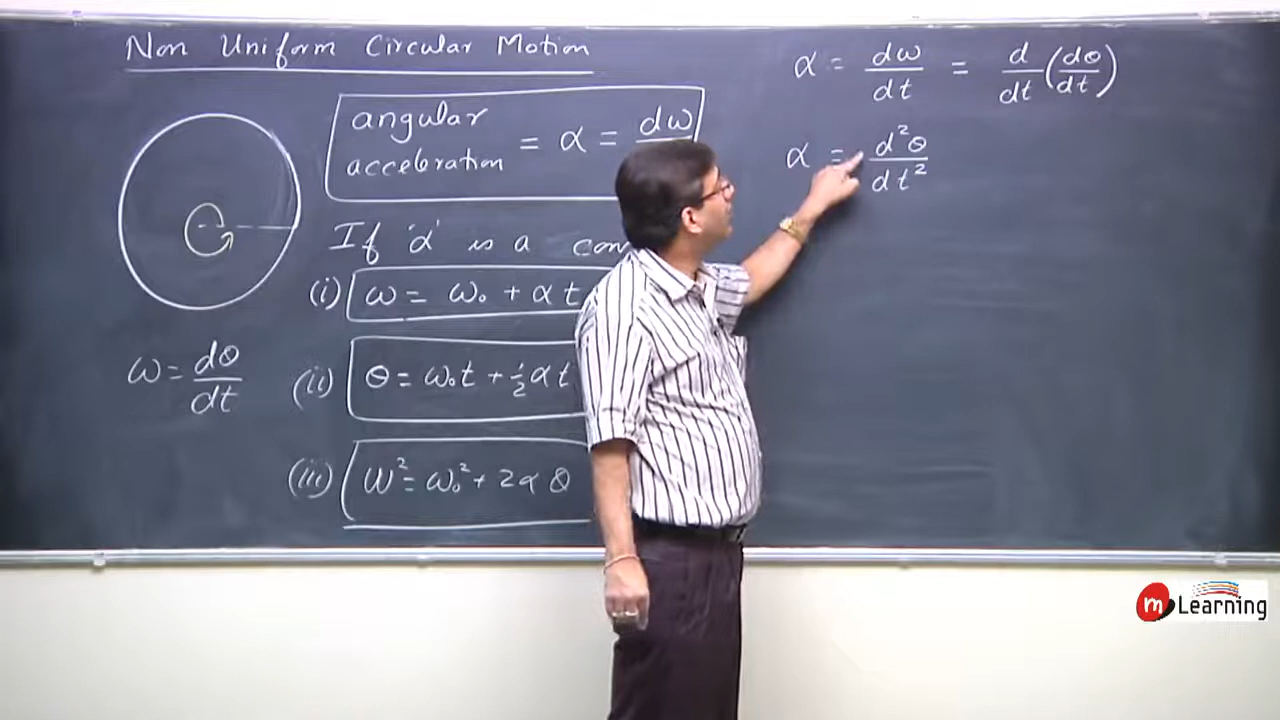 Non Uniform Circular Motion
angular acceleration = α = dω
If 'α' is a con
(i) ω = ω₀ + αt
(ii) θ = ω₀t + ½αt
(iii) ω² = ω₀² + 2αθ
ω = dθ/dt
α = dω/dt = d/dt(dθ/dt)
α = d²θ/dt²
m Learning